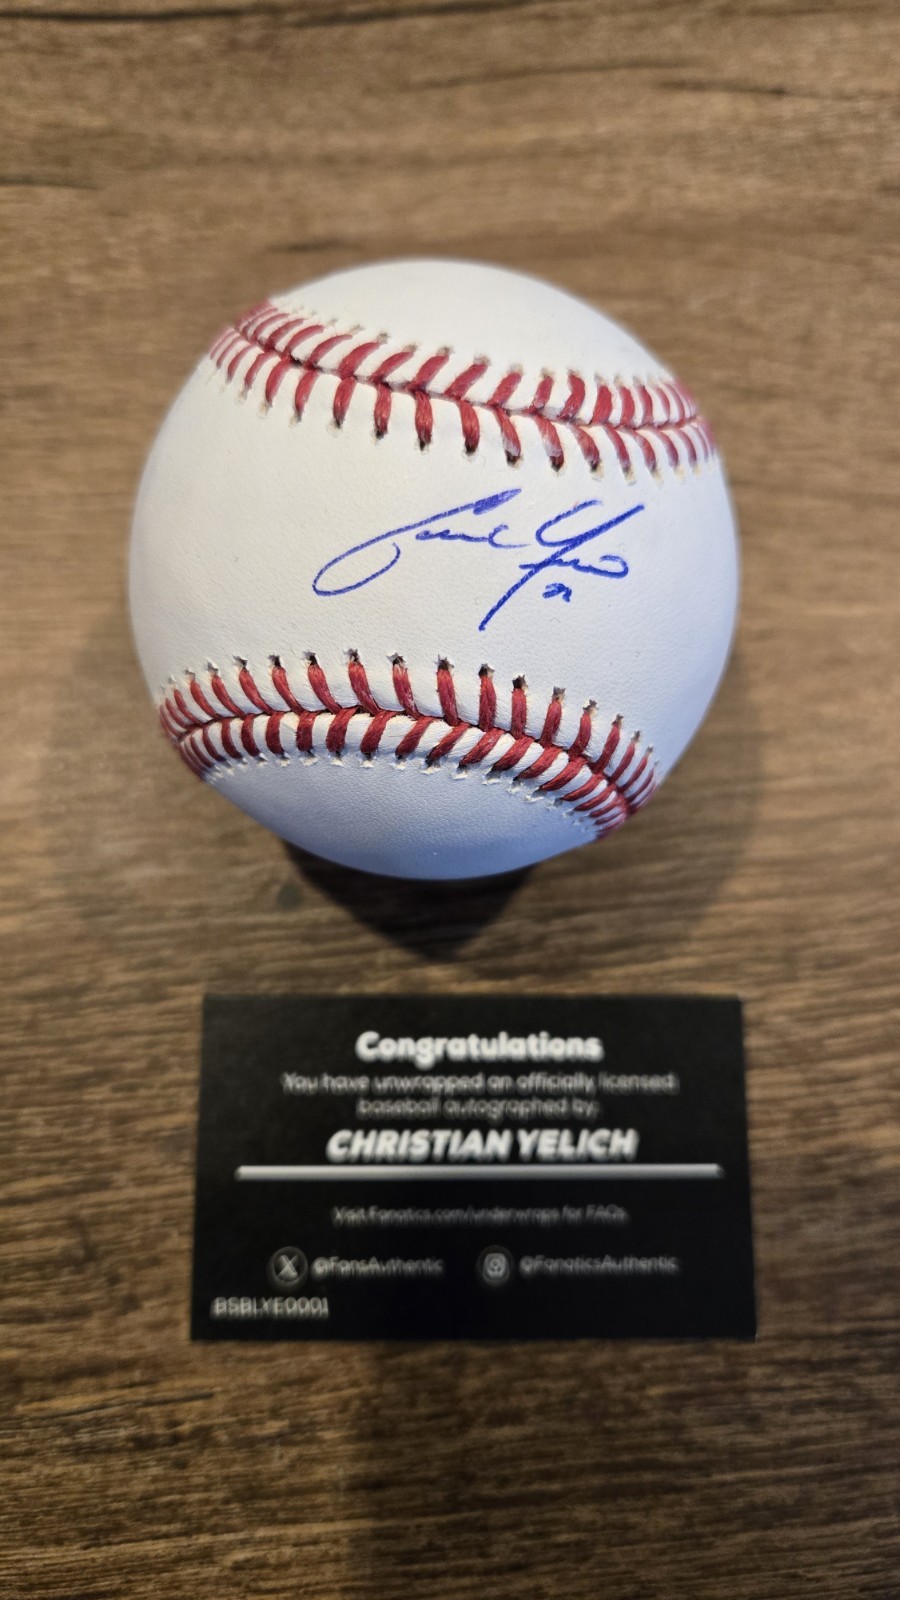 22
Congratulations
You have unwrapped an officially licensed
baseball autographed by:
CHRISTIAN YELICH
Visit Fanatics.com/underwraps for FAQs
@FansAuthentic
@FanaticsAuthentic
BSBLYE0001